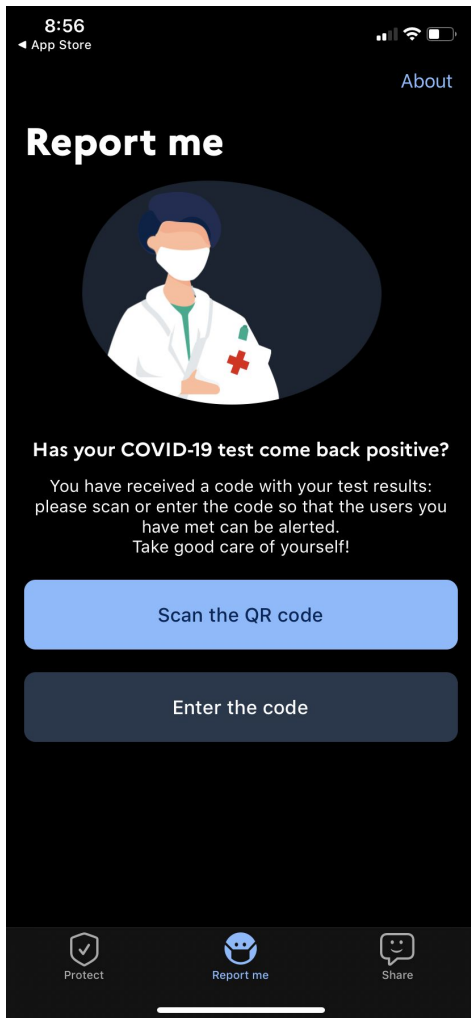 8:56
◀ App Store
About
Report me
Has your COVID-19 test come back positive?
You have received a code with your test results:
please scan or enter the code so that the users you
have met can be alerted.
Take good care of yourself!
Scan the QR code
Enter the code
Protect
Report me
Share